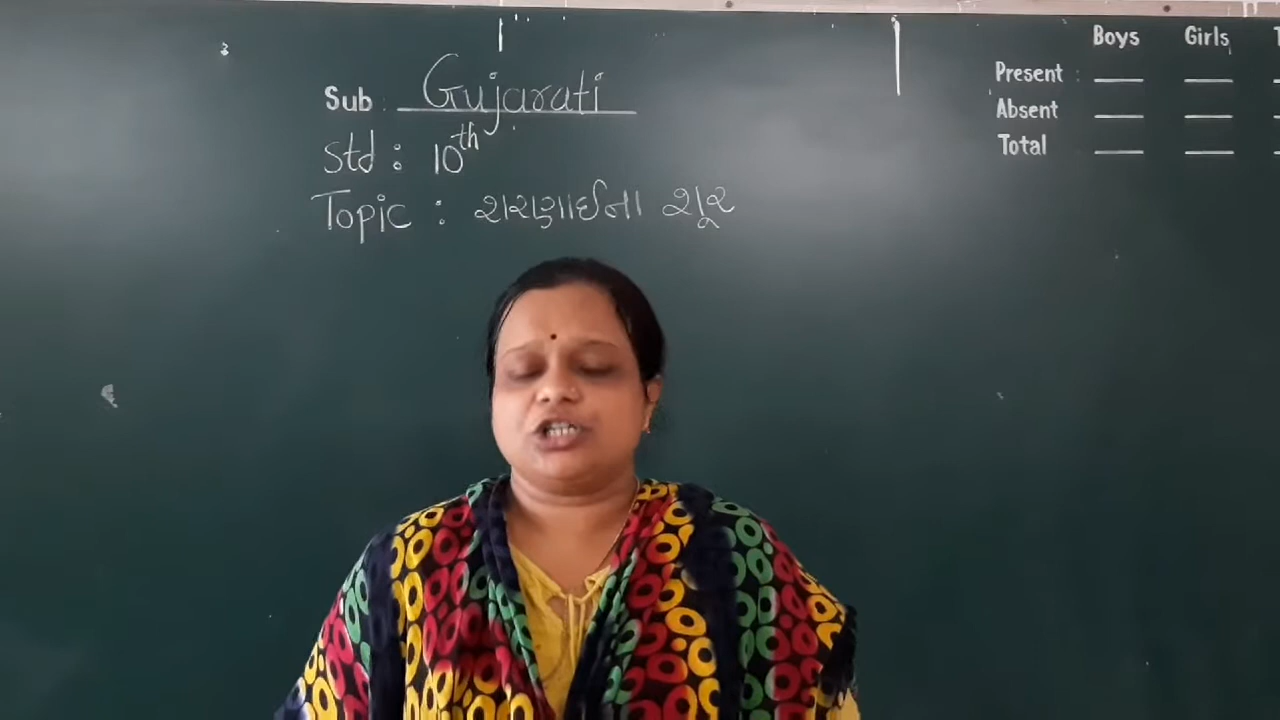 Sub : Gujarati
Std : 10th
Topic : શરણાઈના શૂર
Boys Girls
Present :
Absent
Total